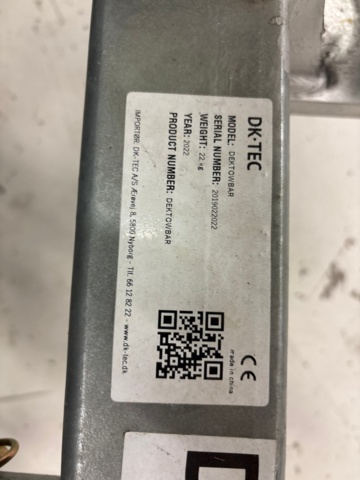 DK·TEC
MODEL: DEKTOWBAR
SERIAL NUMBER: 2019022022
WEIGHT: 22 kg
YEAR: 2022
PRODUCT NUMBER: DEKTOWBAR
IMPORTØR: DK-TEC A/S Ærøvej 8, 5800 Nyborg - Tlf. 66 12 82 22 - www.dk-tec.dk
CE
made in china